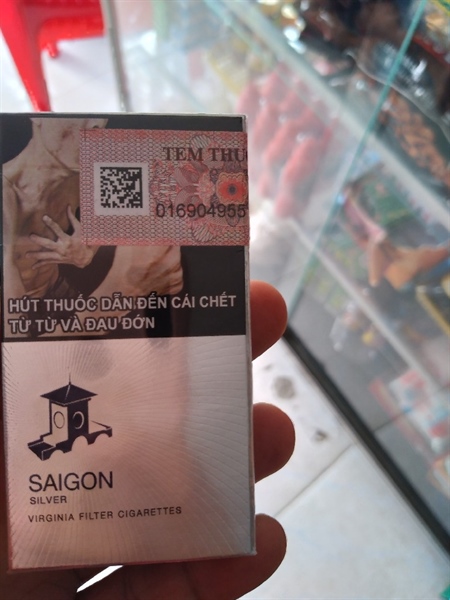 TEM THU
016904955
HÚT THUỐC DẪN ĐẾN CÁI CHẾT
TỪ TỪ VÀ ĐAU ĐỚN
SAIGON
SILVER
VIRGINIA FILTER CIGARETTES